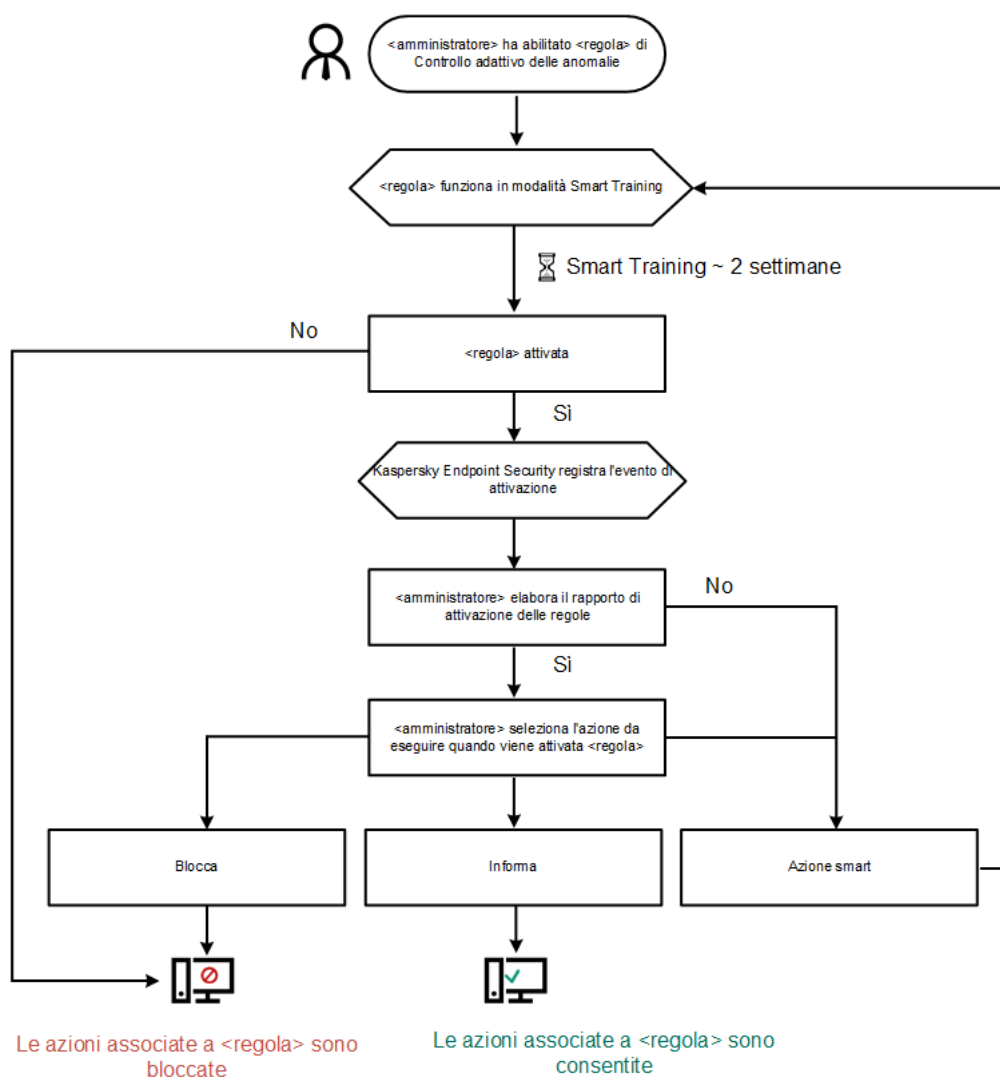 <amministratore> ha abilitato <regola> di
Controllo adattivo delle anomalie
<regola> funziona in modalità Smart Training
Smart Training ~ 2 settimane
No
<regola> attivata
Sì
Kaspersky Endpoint Security registra l'evento di
attivazione
<amministratore> elabora il rapporto di
attivazione delle regole
No
Sì
<amministratore> seleziona l'azione da
eseguire quando viene attivata <regola>
Blocca
Informa
Azione smart
Le azioni associate a <regola> sono
bloccate
Le azioni associate a <regola> sono
consentite